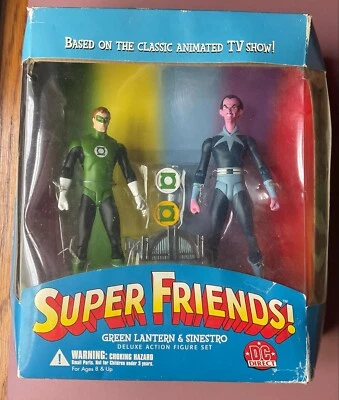 BASED ON THE CLASSIC ANIMATED TV SHOW!
SUPER FRIENDS!
GREEN LANTERN & SINESTRO
DELUXE ACTION FIGURE SET
WARNING: CHOKING HAZARD
Small Parts. Not for Children under 3 years.
For Ages 8 & Up
DC
DIRECT